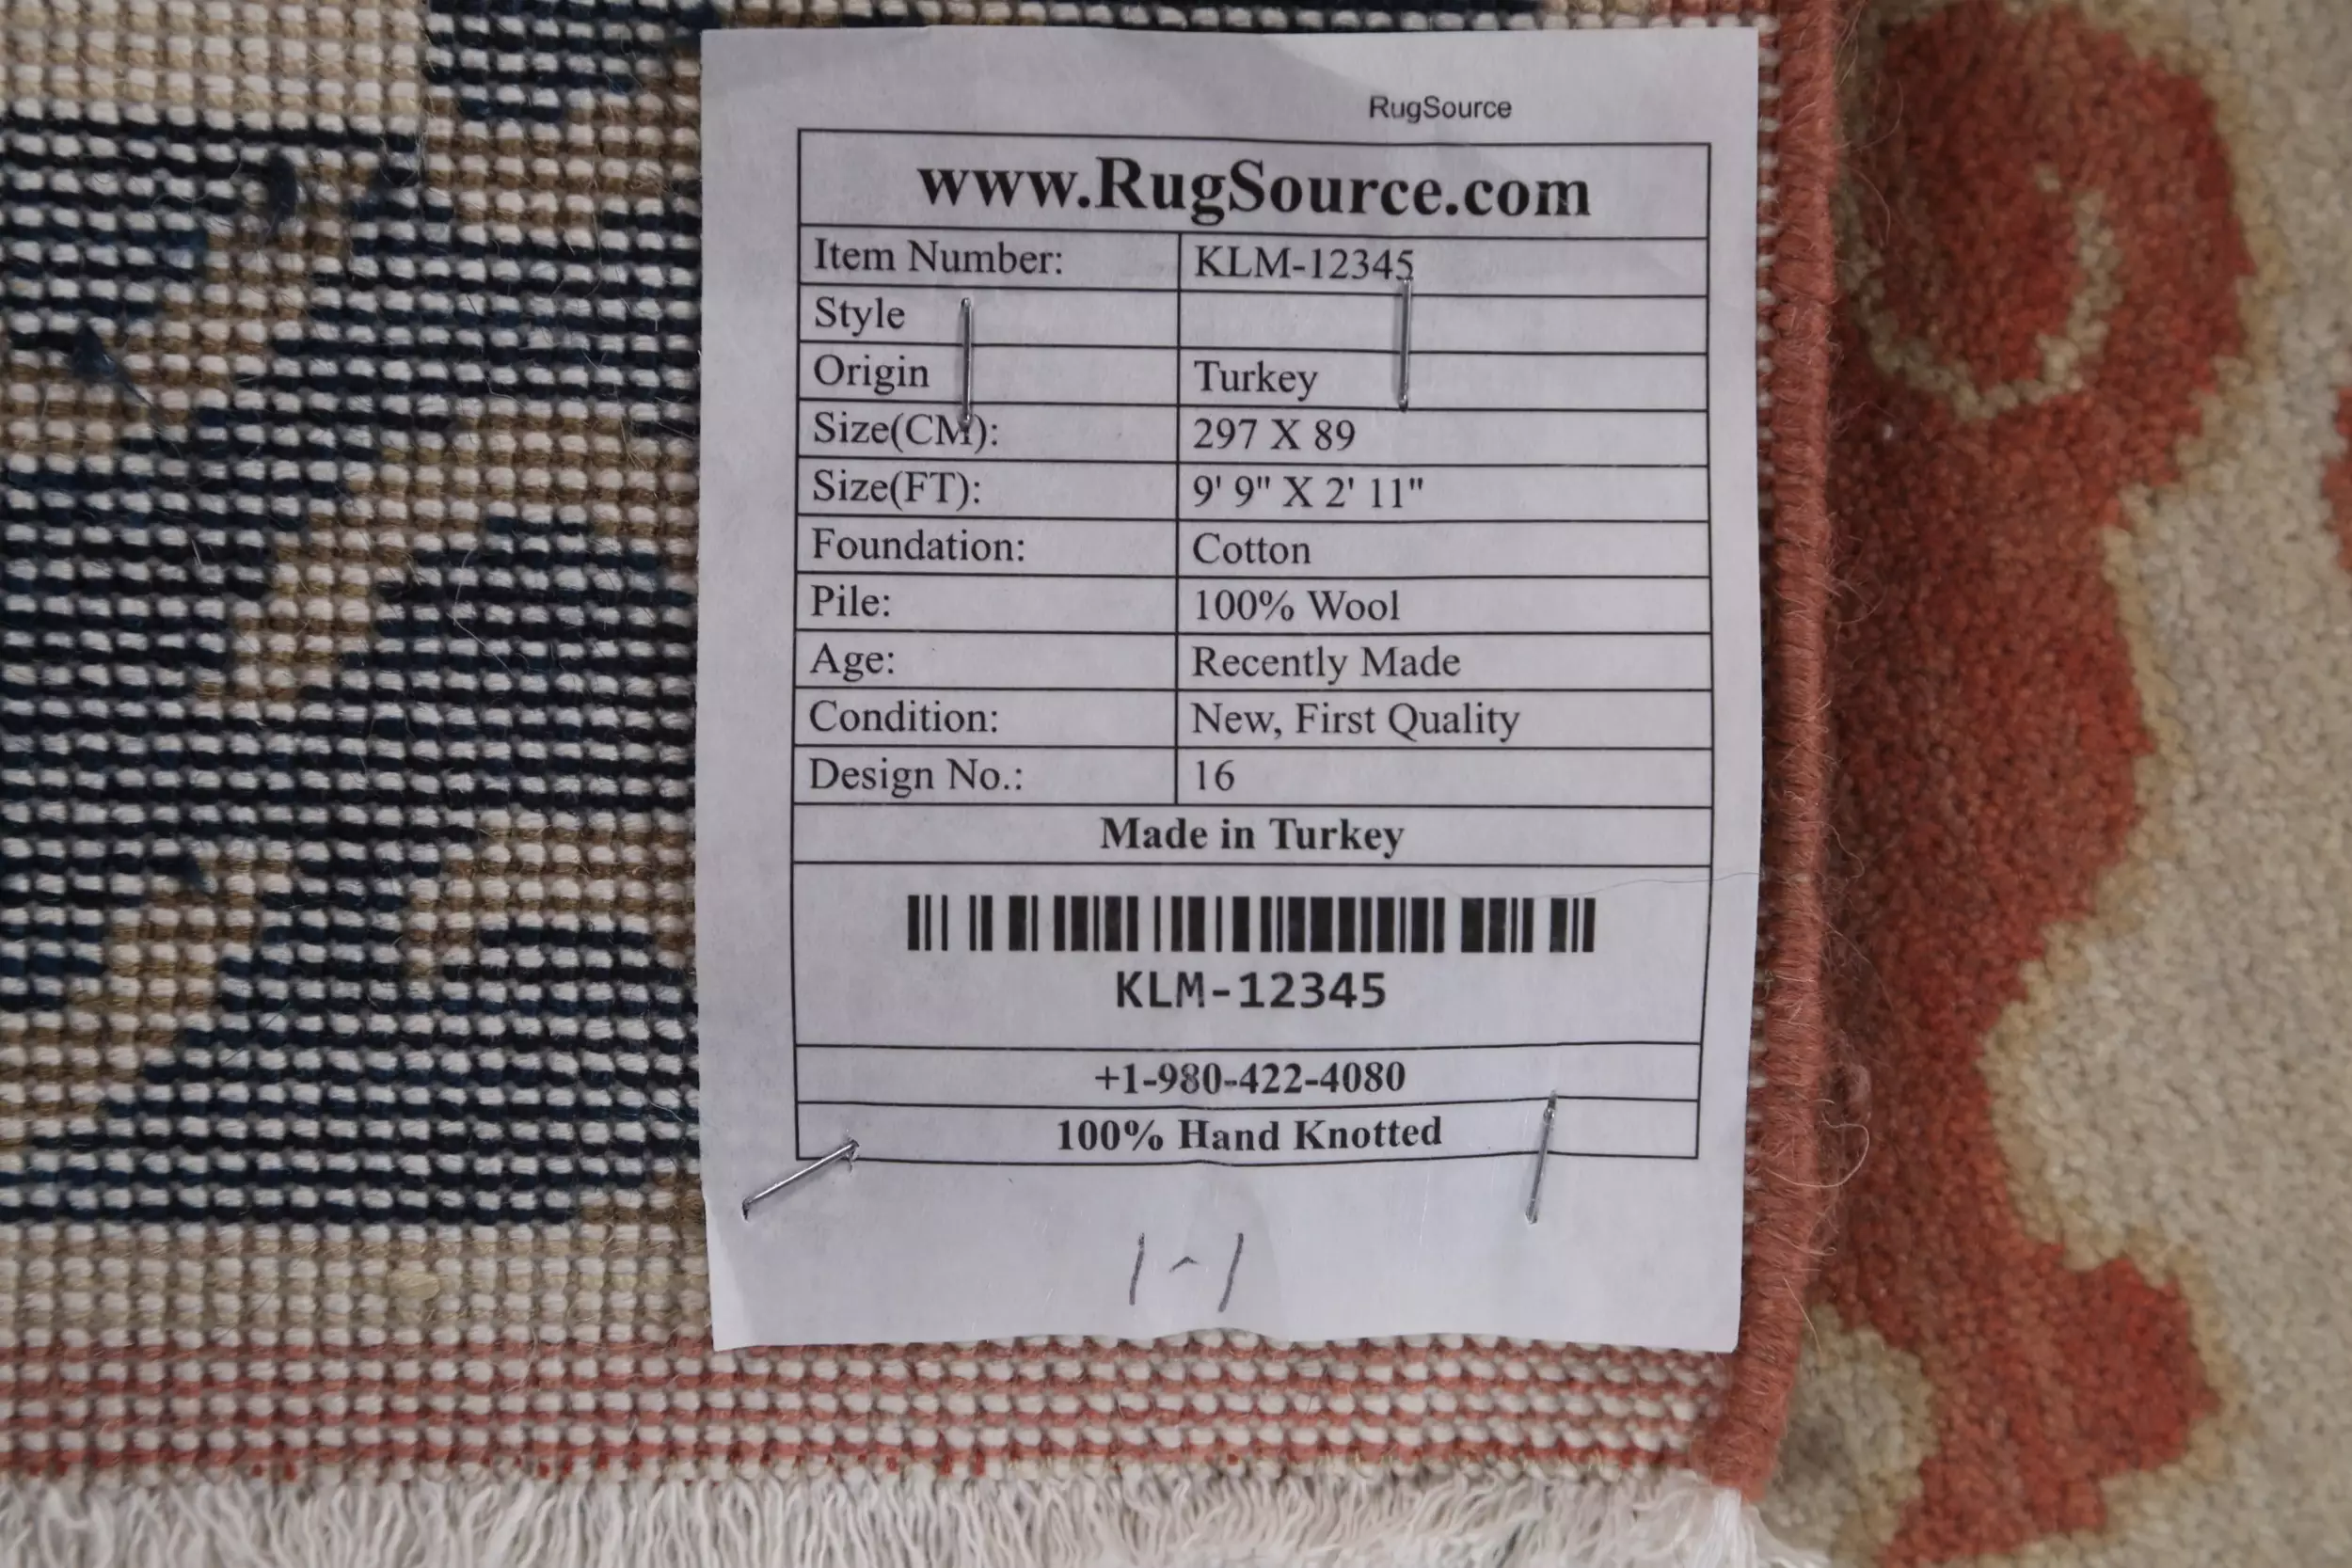 RugSource
www.RugSource.com
Item Number: KLM-12345
Style
Origin Turkey
Size(CM): 297 X 89
Size(FT): 9' 9" X 2' 11"
Foundation: Cotton
Pile: 100% Wool
Age: Recently Made
Condition: New, First Quality
Design No.: 16
Made in Turkey
KLM-12345
+1-980-422-4080
100% Hand Knotted
1-1